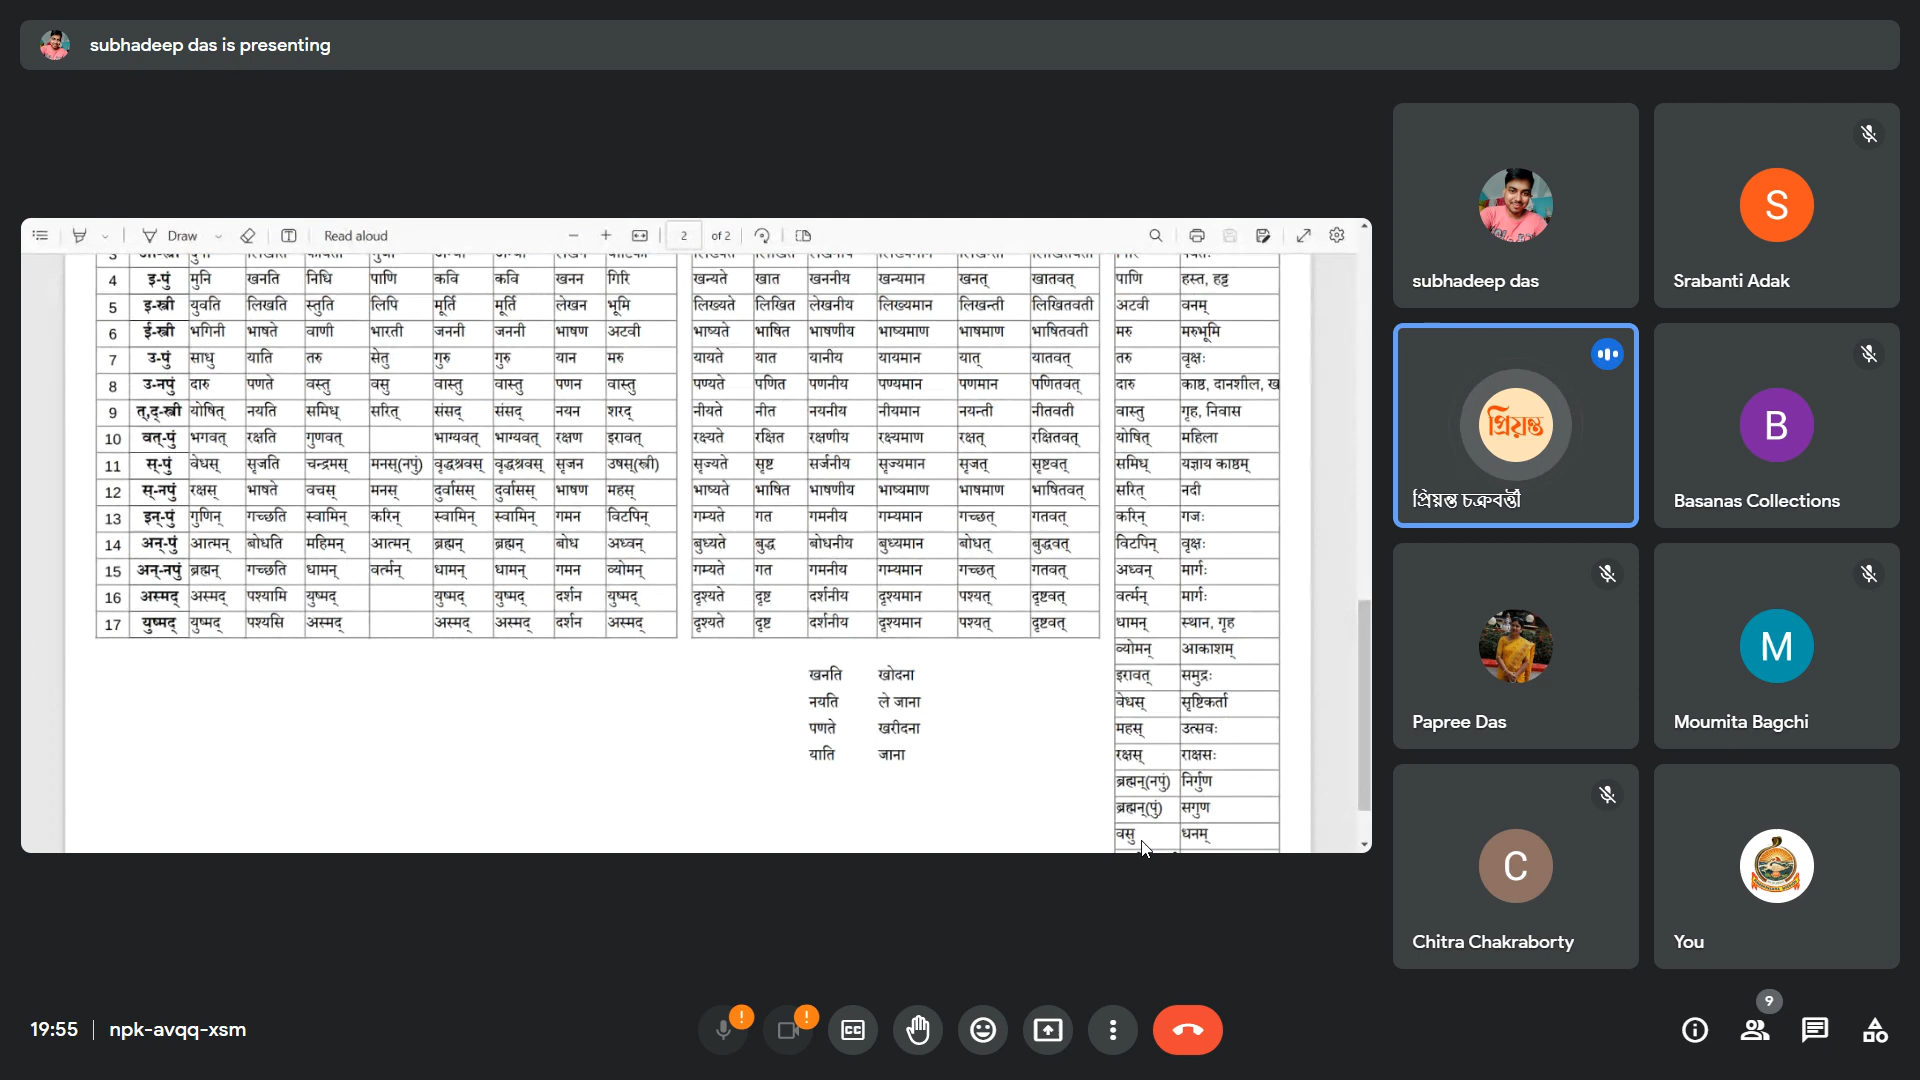 subhadeep das is presenting
Draw Read aloud 2 of 2
4 इ-पुं मुनि खनति निधि पाणि कवि कवि खनन गिरि खन्यते खात खननीय खन्यमान खनत् खातवत् पाणि हस्त, हट्ट
5 इ-स्त्री युवति लिखति स्तुति लिपि मूर्ति मूर्ति लेखन भूमि लिख्यते लिखित लेखनीय लिख्यमान लिखन्ती लिखितवती अटवी वनम्
6 ई-स्त्री भगिनी भाषते वाणी भारती जननी जननी भाषण अटवी भाष्यते भाषित भाषणीय भाष्यमाण भाषमाण भाषितवती मरु मरुभूमि
7 उ-पुं साधु याति तरु सेतु गुरु गुरु यान मरु यायते यात यानीय यायमान यात् यातवत् तरु वृक्षः
8 उ-नपुं दारु पणते वस्तु वसु वास्तु वास्तु पणन वास्तु पण्यते पणित पणनीय पण्यमान पणमान पणितवत् दारु काष्ठ, दानशील, ख
9 त्,द्-स्त्री योषित् नयति समिध् सरित् संसद् संसद् नयन शरद् नीयते नीत नयनीय नीयमान नयन्ती नीतवती वास्तु गृह, निवास
10 वत्-पुं भगवत् रक्षति गुणवत् भाग्यवत् भाग्यवत् रक्षण इरावत् रक्ष्यते रक्षित रक्षणीय रक्ष्यमाण रक्षत् रक्षितवत् योषित् महिला
11 स्-पुं वेधस् सृजति चन्द्रमस् मनस्(नपुं) वृद्धश्रवस् वृद्धश्रवस् सृजन उषस्(स्त्री) सृज्यते सृष्ट सर्जनीय सृज्यमान सृजत् सृष्टवत् समिध् यज्ञाय काष्ठम्
12 स्-नपुं रक्षस् भाषते वचस् मनस् दुर्वासस् दुर्वासस् भाषण महस् भाष्यते भाषित भाषणीय भाष्यमाण भाषमाण भाषितवत् सरित् नदी
13 इन्-पुं गुणिन् गच्छति स्वामिन् करिन् स्वामिन् स्वामिन् गमन विटपिन् गम्यते गत गमनीय गम्यमान गच्छत् गतवत् करिन् गजः
14 अन्-पुं आत्मन् बोधति महिमन् आत्मन् ब्रह्मन् ब्रह्मन् बोध अध्वन् बुध्यते बुद्ध बोधनीय बुध्यमान बोधत् बुद्धवत् विटपिन् वृक्षः
15 अन्-नपुं ब्रह्मन् गच्छति धामन् वर्त्मन् धामन् धामन् गमन व्योमन् गम्यते गत गमनीय गम्यमान गच्छत् गतवत् अध्वन् मार्गः
16 अस्मद् अस्मद् पश्यामि युष्मद् युष्मद् युष्मद् दर्शन युष्मद् दृश्यते दृष्ट दर्शनीय दृश्यमान पश्यत् दृष्टवत् वर्त्मन् मार्गः
17 युष्मद् युष्मद् पश्यसि अस्मद् अस्मद् अस्मद् दर्शन अस्मद् दृश्यते दृष्ट दर्शनीय दृश्यमान पश्यत् दृष्टवत् धामन् स्थान, गृह
व्योमन् आकाशम्
खनति खोदना इरावत् समुद्रः
नयति ले जाना वेधस् सृष्टिकर्ता
पणते खरीदना महस् उत्सवः
याति जाना रक्षस् राक्षसः
ब्रह्मन्(नपुं) निर्गुण
ब्रह्मन्(पुं) सगुण
वसु धनम्
subhadeep das
S
Srabanti Adak
প্রিয়ন্ত
প্রিয়ন্ত চক্রবর্ত্তী
B
Basanas Collections
Papree Das
M
Moumita Bagchi
C
Chitra Chakraborty
You
19:55 npk-avqq-xsm
9